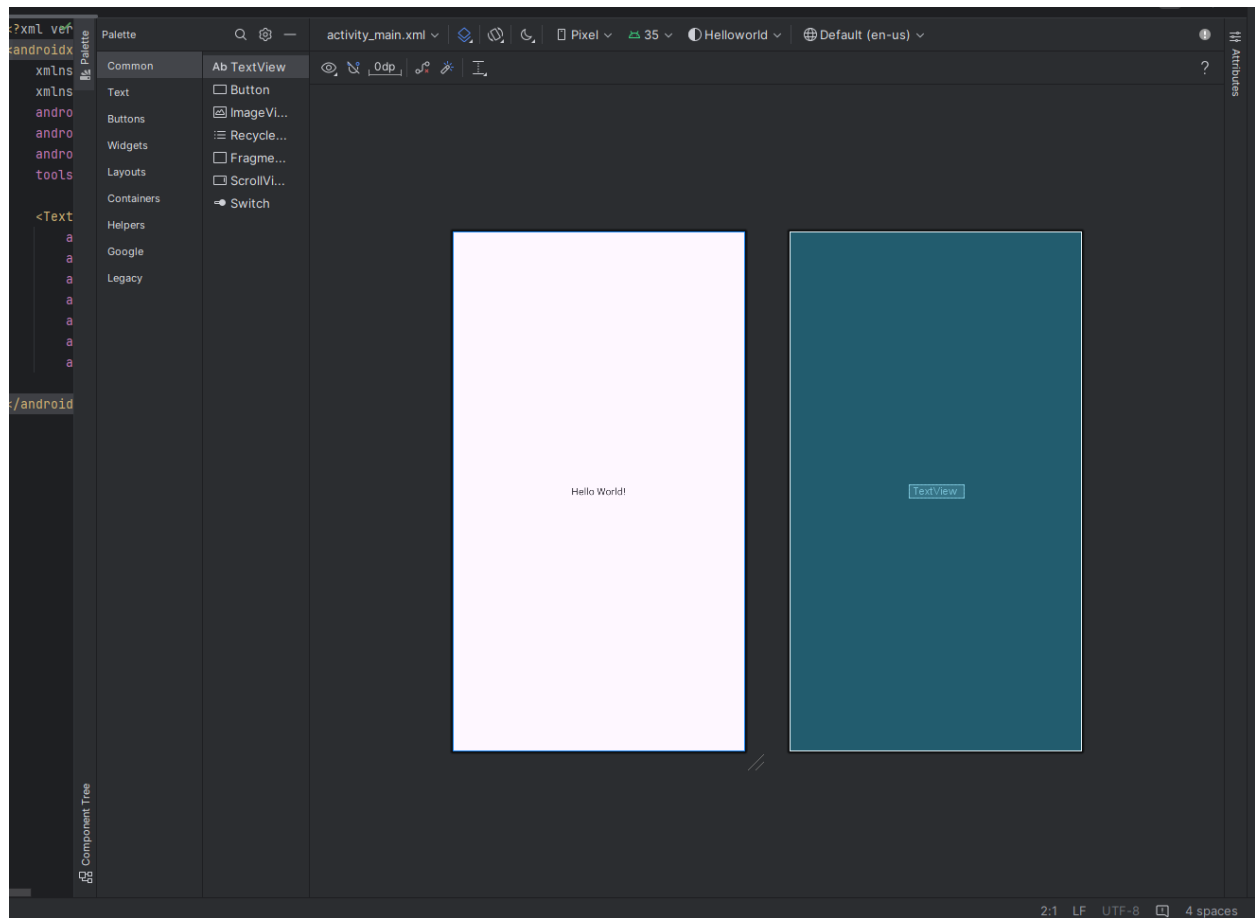 <?xml ver
<androidx
xmlns
xmlns
andro
andro
andro
tools
<Text
a
a
a
a
a
a
a
</android
Palette
Component Tree
Palette
Common
Text
Buttons
Widgets
Layouts
Containers
Helpers
Google
Legacy
Ab TextView
Button
ImageVi...
Recycle...
Fragme...
ScrollVi...
Switch
activity_main.xml
Pixel
35
Helloworld
Default (en-us)
0dp
?
Hello World!
TextView
Attributes
2:1 LF UTF-8 4 spaces